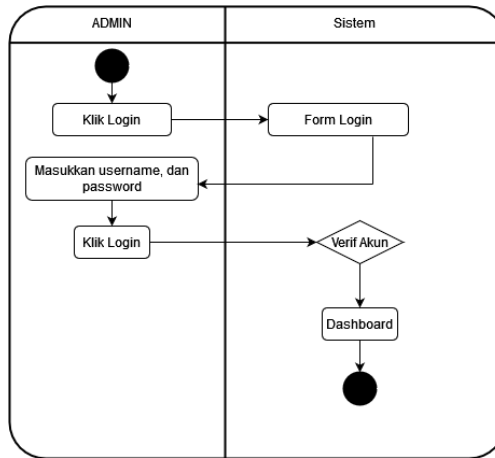 ADMIN
Sistem
Klik Login
Form Login
Masukkan username, dan
password
Klik Login
Verif Akun
Dashboard